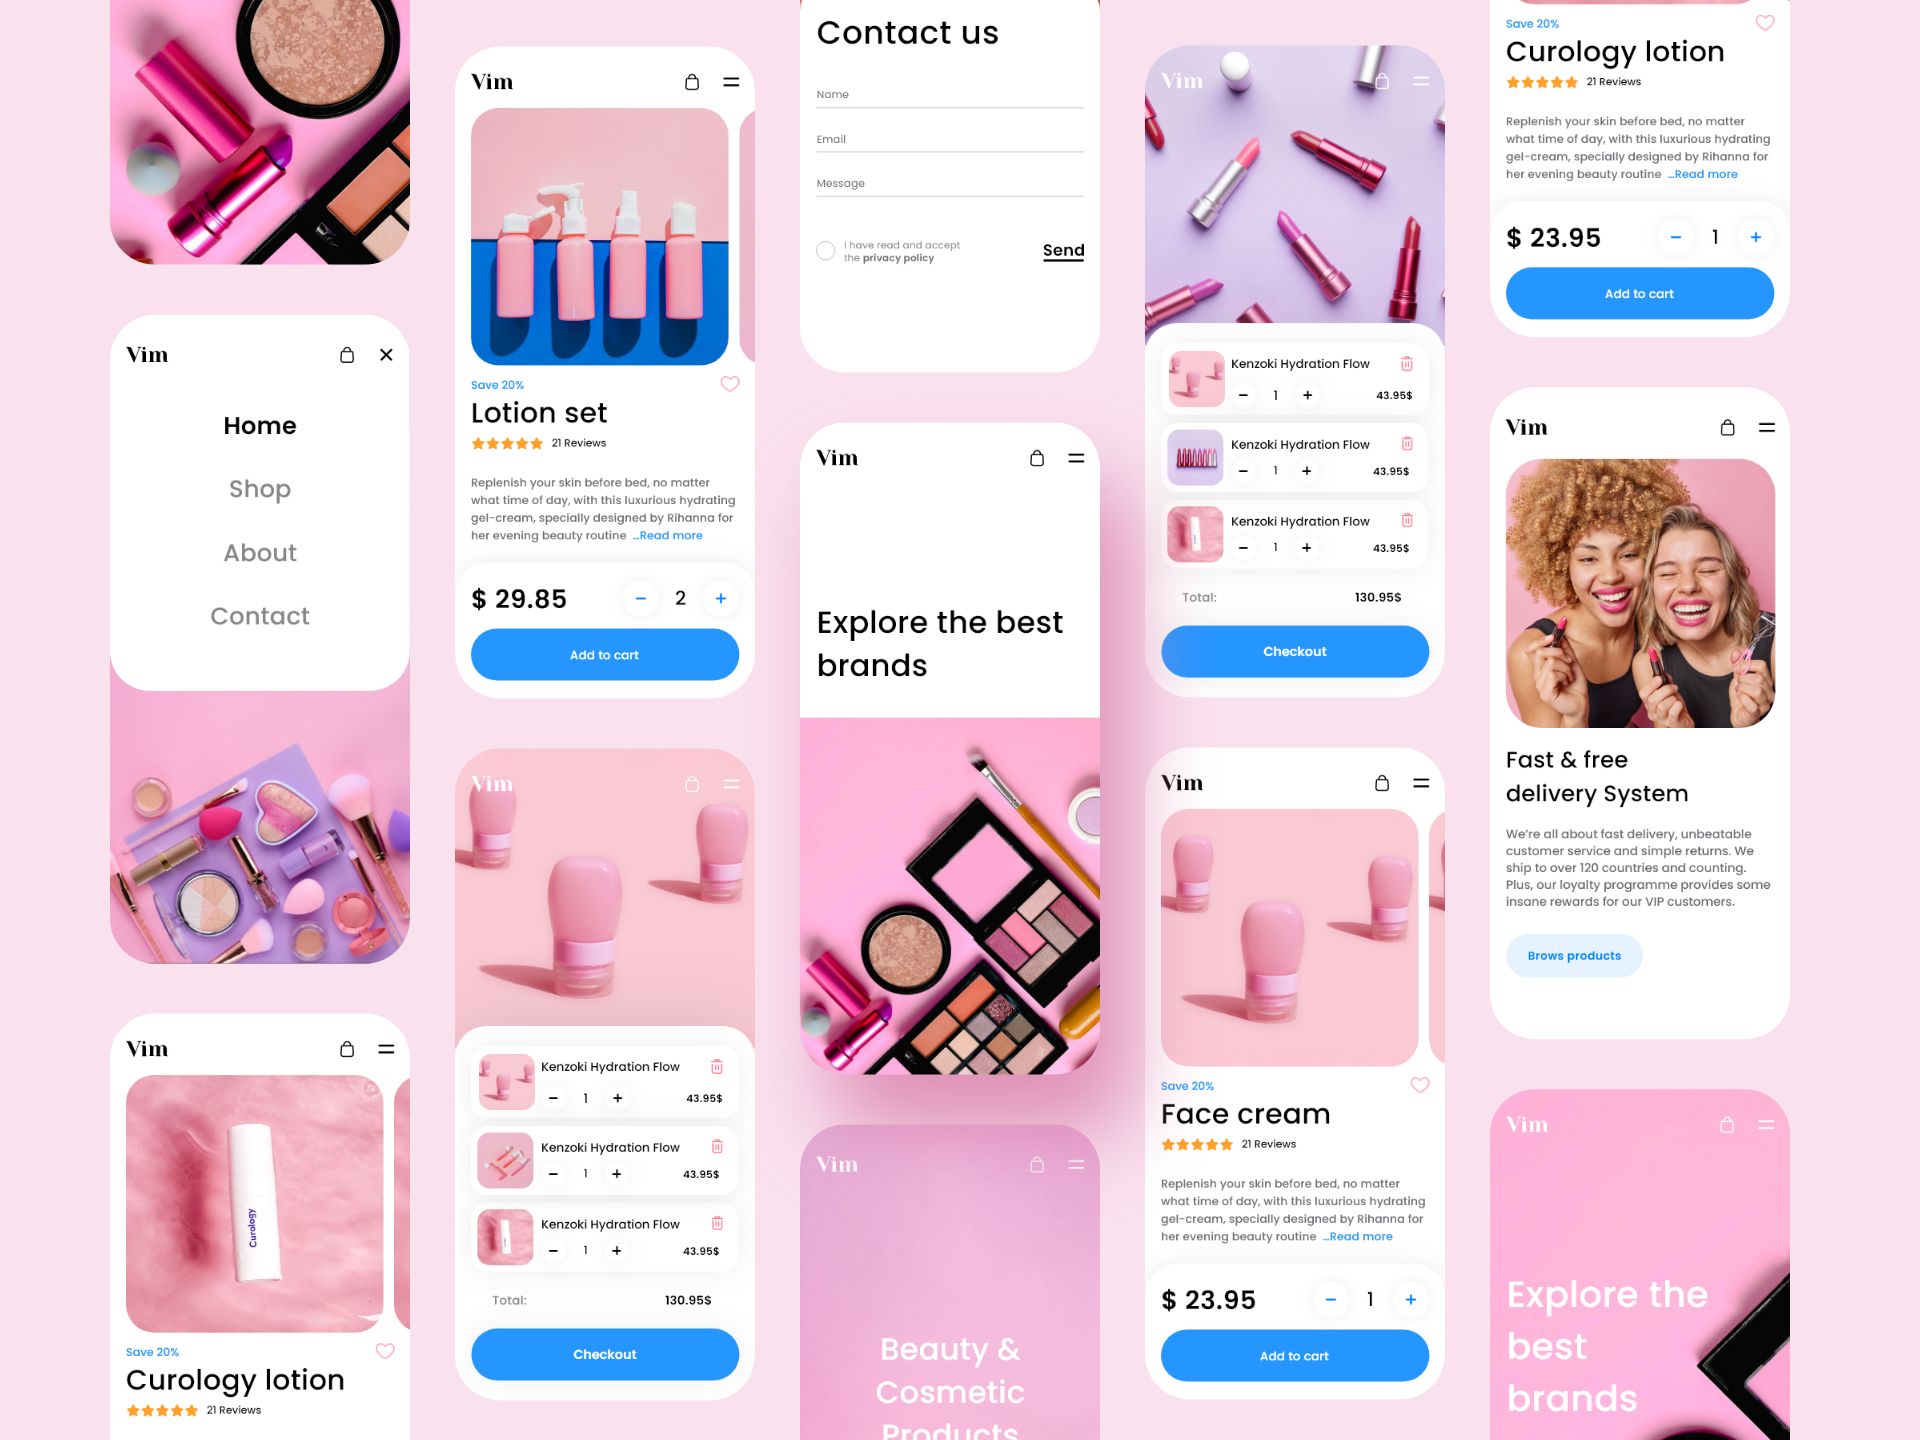 Vim
Home
Shop
About
Contact
Vim
Curology
Save 20%
Curology lotion
21 Reviews
Vim
Save 20%
Lotion set
21 Reviews
Replenish your skin before bed, no matter
what time of day, with this luxurious hydrating
gel-cream, specially designed by Rihanna for
her evening beauty routine ...Read more
$ 29.85 − 2 +
Add to cart
Vim
Kenzoki Hydration Flow
− 1 + 43.95$
Kenzoki Hydration Flow
− 1 + 43.95$
Kenzoki Hydration Flow
− 1 + 43.95$
Total: 130.95$
Checkout
Contact us
Name
Email
Message
I have read and accept
the privacy policy
Send
Vim
Explore the best
brands
Vim
Beauty &
Cosmetic
Products
Vim
Kenzoki Hydration Flow
− 1 + 43.95$
Kenzoki Hydration Flow
− 1 + 43.95$
Kenzoki Hydration Flow
− 1 + 43.95$
Total: 130.95$
Checkout
Vim
Save 20%
Face cream
21 Reviews
Replenish your skin before bed, no matter
what time of day, with this luxurious hydrating
gel-cream, specially designed by Rihanna for
her evening beauty routine ...Read more
$ 23.95 − 1 +
Add to cart
Save 20%
Curology lotion
21 Reviews
Replenish your skin before bed, no matter
what time of day, with this luxurious hydrating
gel-cream, specially designed by Rihanna for
her evening beauty routine ...Read more
$ 23.95 − 1 +
Add to cart
Vim
Fast & free
delivery System
We're all about fast delivery, unbeatable
customer service and simple returns. We
ship to over 120 countries and counting.
Plus, our loyalty programme provides some
insane rewards for our VIP customers.
Brows products
Vim
Explore the
best
brands